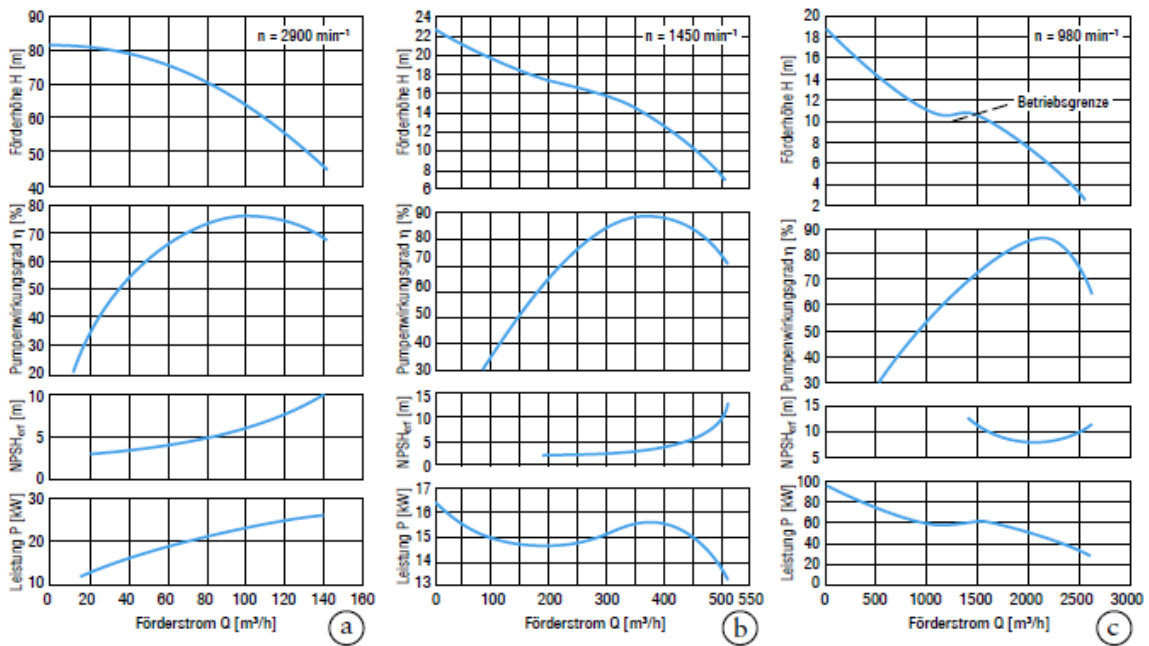 n = 2900 min⁻¹
Förderhöhe H [m]
90
80
70
60
50
40
Pumpenwirkungsgrad η [%]
80
70
60
50
40
30
20
NPSHerf [m]
10
5
0
Leistung P [kW]
30
20
10
0 20 40 60 80 100 120 140 160
Förderstrom Q [m³/h]
a
n = 1450 min⁻¹
Förderhöhe H [m]
24
22
20
18
16
14
12
10
8
6
Pumpenwirkungsgrad η [%]
90
80
70
60
50
40
30
NPSHerf [m]
15
10
5
0
Leistung P [kW]
17
16
15
14
13
0 100 200 300 400 500 550
Förderstrom Q [m³/h]
b
n = 980 min⁻¹
Betriebsgrenze
Förderhöhe H [m]
20
18
16
14
12
10
8
6
4
2
Pumpenwirkungsgrad η [%]
90
80
70
60
50
40
30
NPSHerf [m]
15
10
5
Leistung P [kW]
100
80
60
40
20
0
0 500 1000 1500 2000 2500 3000
Förderstrom Q [m³/h]
c